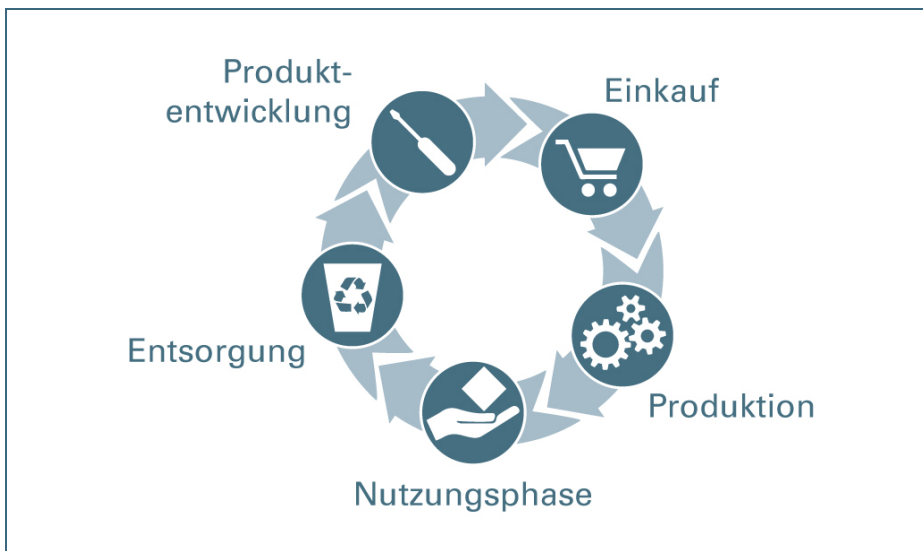 Produkt-
entwicklung
Einkauf
Produktion
Nutzungsphase
Entsorgung